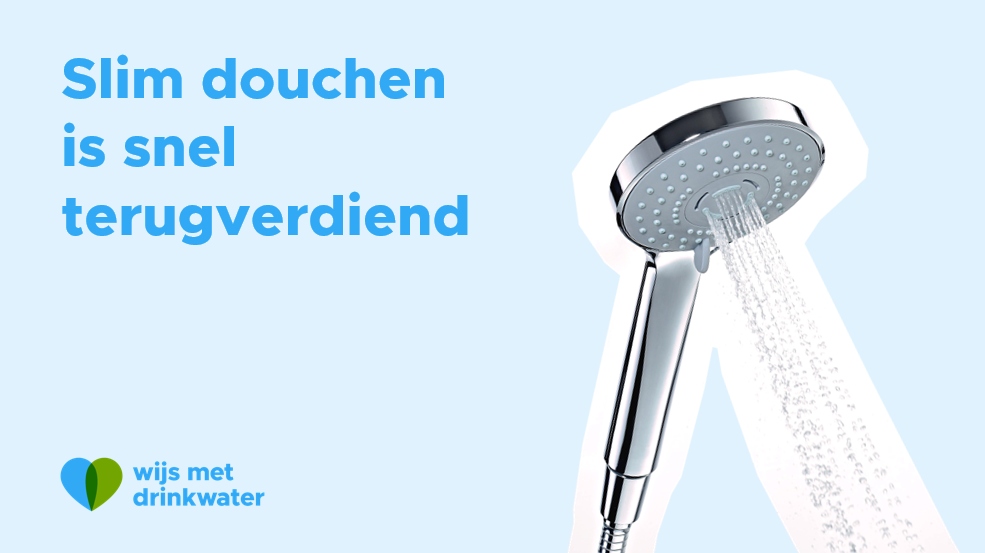 Slim douchen
is snel
terugverdiend
wijs met
drinkwater